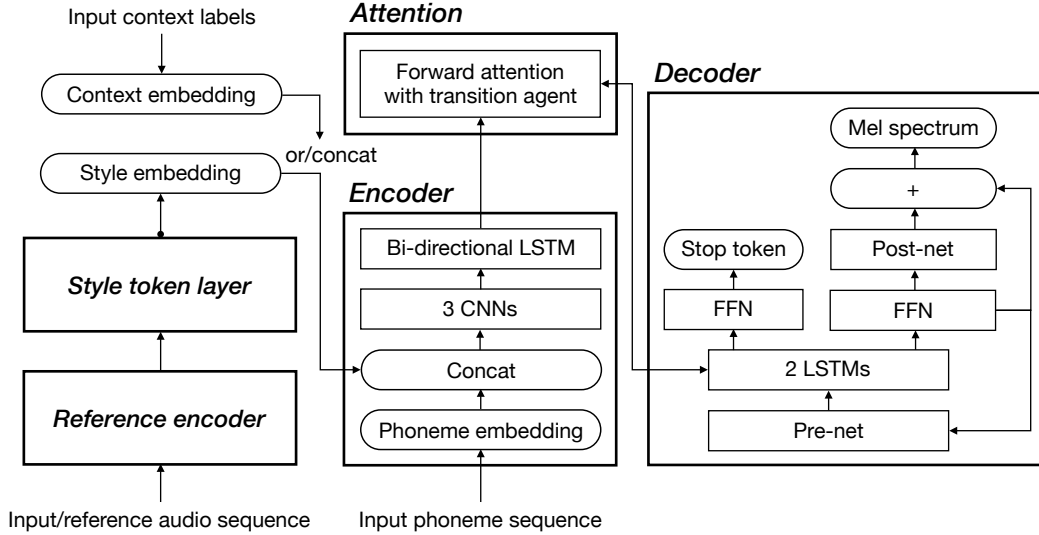 Input context labels
Context embedding
or/concat
Style embedding
Style token layer
Reference encoder
Input/reference audio sequence
Attention
Forward attention
with transition agent
Encoder
Bi-directional LSTM
3 CNNs
Concat
Phoneme embedding
Input phoneme sequence
Decoder
Mel spectrum
+
Stop token
Post-net
FFN
FFN
2 LSTMs
Pre-net